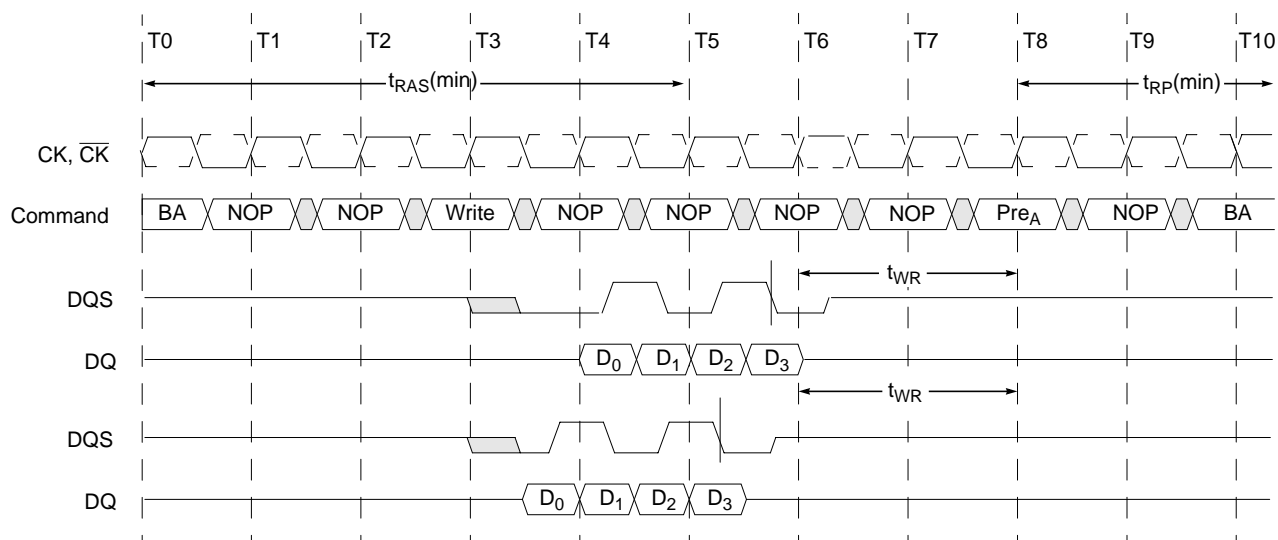 T0 T1 T2 T3 T4 T5 T6 T7 T8 T9 T10
tRAS(min) tRP(min)
CK, C̅K̅
Command BA NOP NOP Write NOP NOP NOP NOP PreA NOP BA
tWR
DQS
DQ D0 D1 D2 D3
tWR
DQS
DQ D0 D1 D2 D3